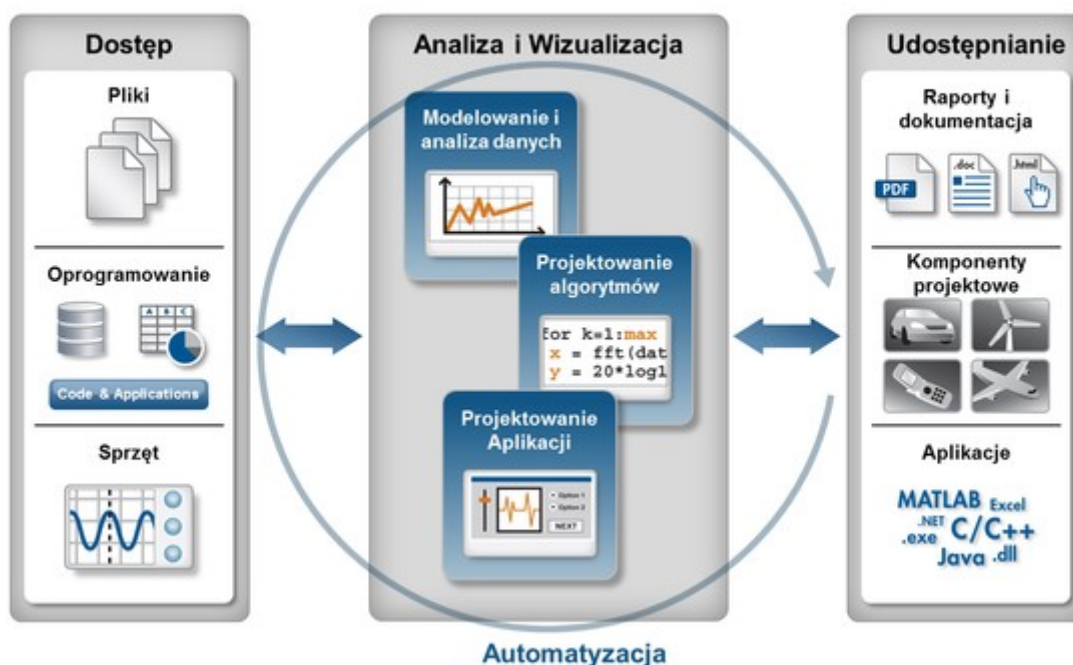 Dostęp
Pliki
Oprogramowanie
A B C
Code & Applications
Sprzęt
Analiza i Wizualizacja
Modelowanie i
analiza danych
Projektowanie
algorytmów
for k=1:max
x = fft(dat
y = 20*log1
Projektowanie
Aplikacji
Option 1
Option 2
NEXT
Automatyzacja
Udostępnianie
Raporty i
dokumentacja
PDF
.doc
.html
Komponenty
projektowe
Aplikacje
MATLAB Excel
.NET
.exe C/C++
Java .dll